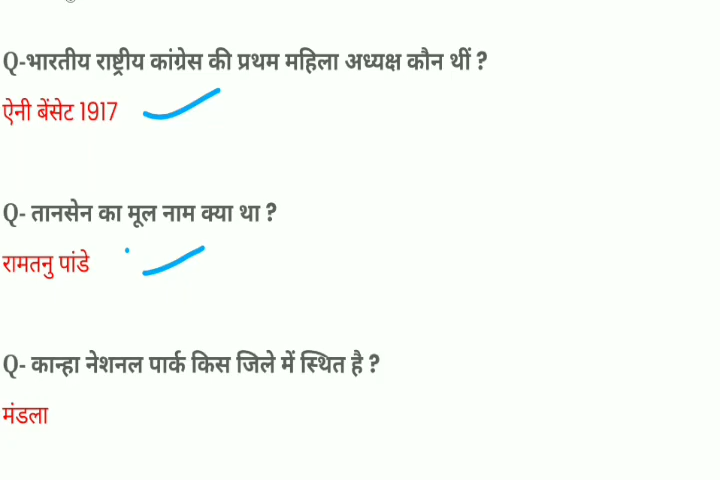 Q-भारतीय राष्ट्रीय कांग्रेस की प्रथम महिला अध्यक्ष कौन थीं ?
ऐनी बेंसेट 1917
Q- तानसेन का मूल नाम क्या था ?
रामतनु पांडे
Q- कान्हा नेशनल पार्क किस जिले में स्थित है ?
मंडला